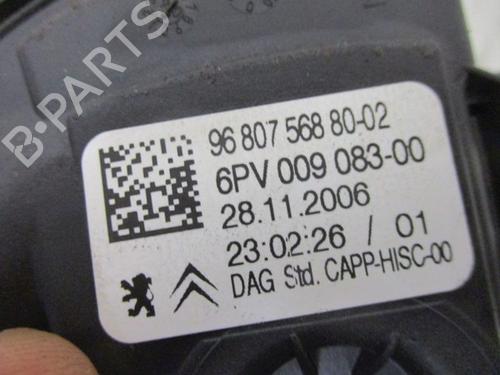 B-PARTS
96 807 568 80-02
6PV 009 083-00
28.11.2006
23:02:26 / 01
DAG Std. CAPP-HISC-00